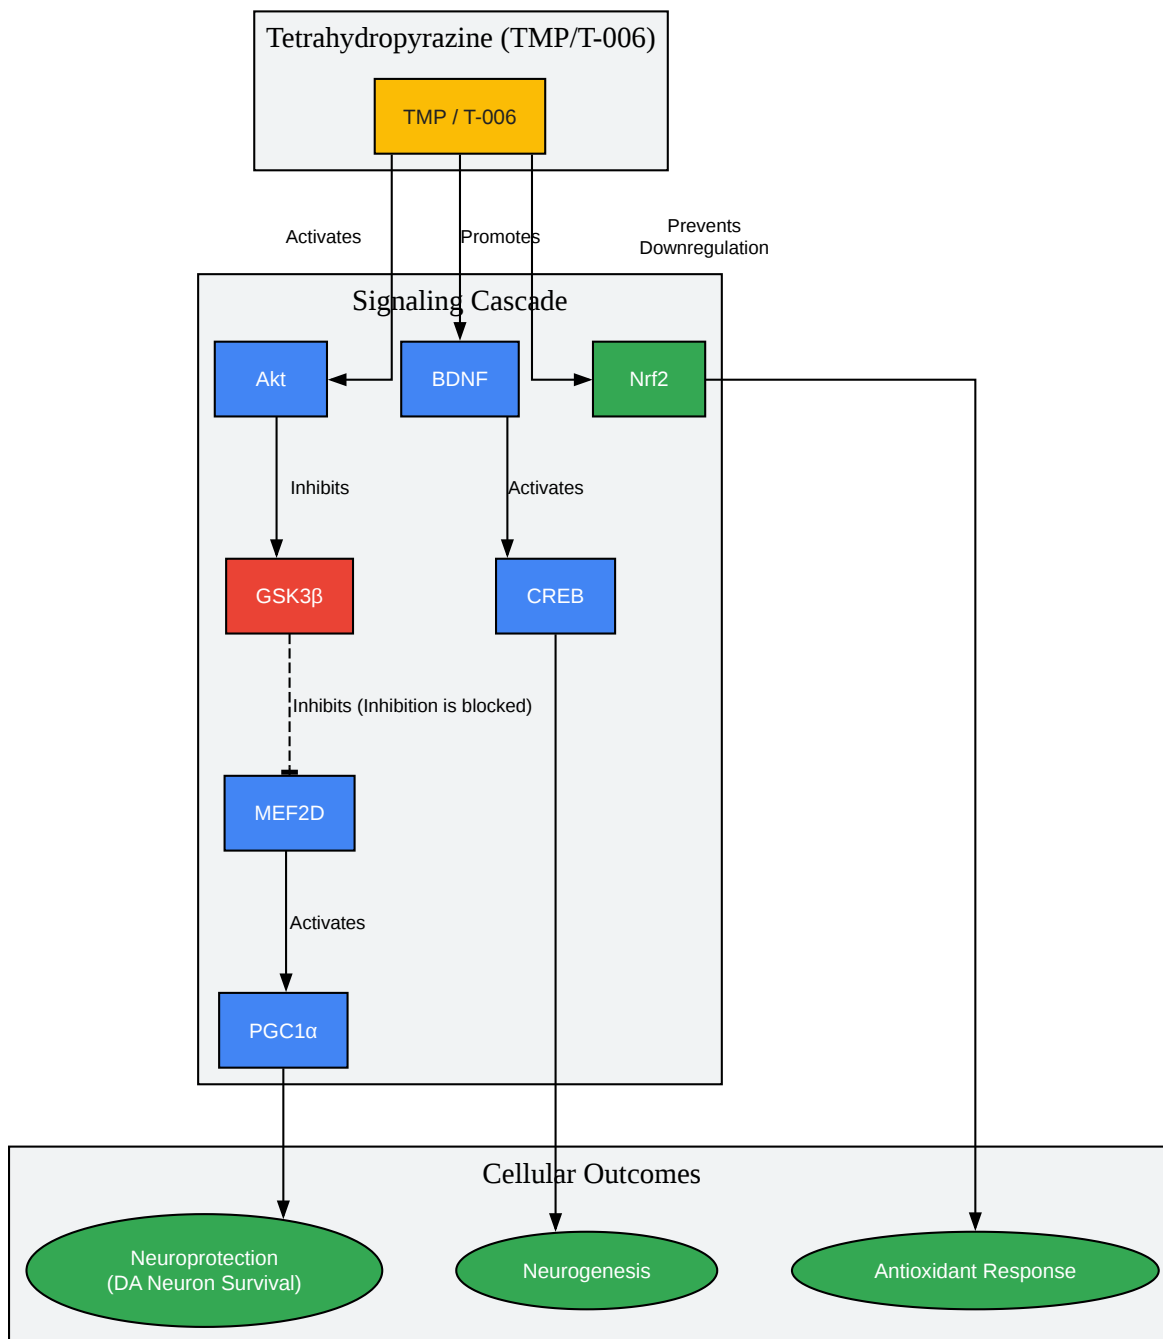 Tetrahydropyrazine (TMP/T-006)
TMP / T-006
Activates
Promotes
Prevents
Downregulation
Signaling Cascade
Akt
BDNF
Nrf2
Inhibits
Activates
GSK3β
CREB
Inhibits (Inhibition is blocked)
MEF2D
Activates
PGC1α
Cellular Outcomes
Neuroprotection
(DA Neuron Survival)
Neurogenesis
Antioxidant Response